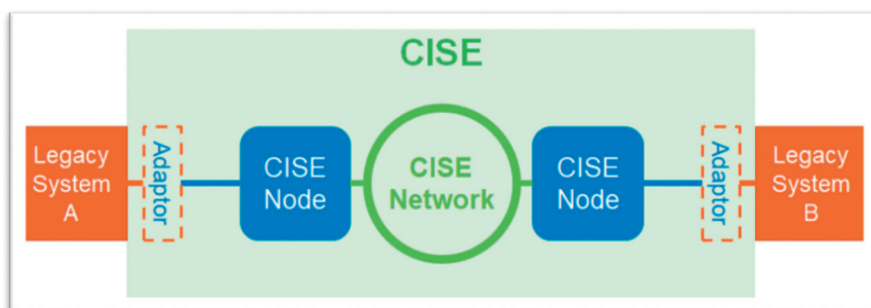 CISE
Legacy
System
A
Adaptor
CISE
Node
CISE
Network
CISE
Node
Adaptor
Legacy
System
B